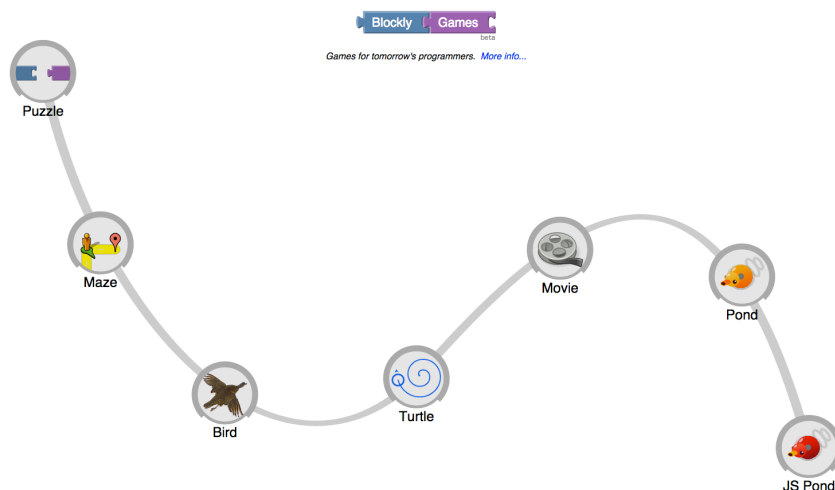 Blockly Games
beta
Games for tomorrow's programmers. More info...
Puzzle
Maze
Bird
Turtle
Movie
Pond
JS Pond